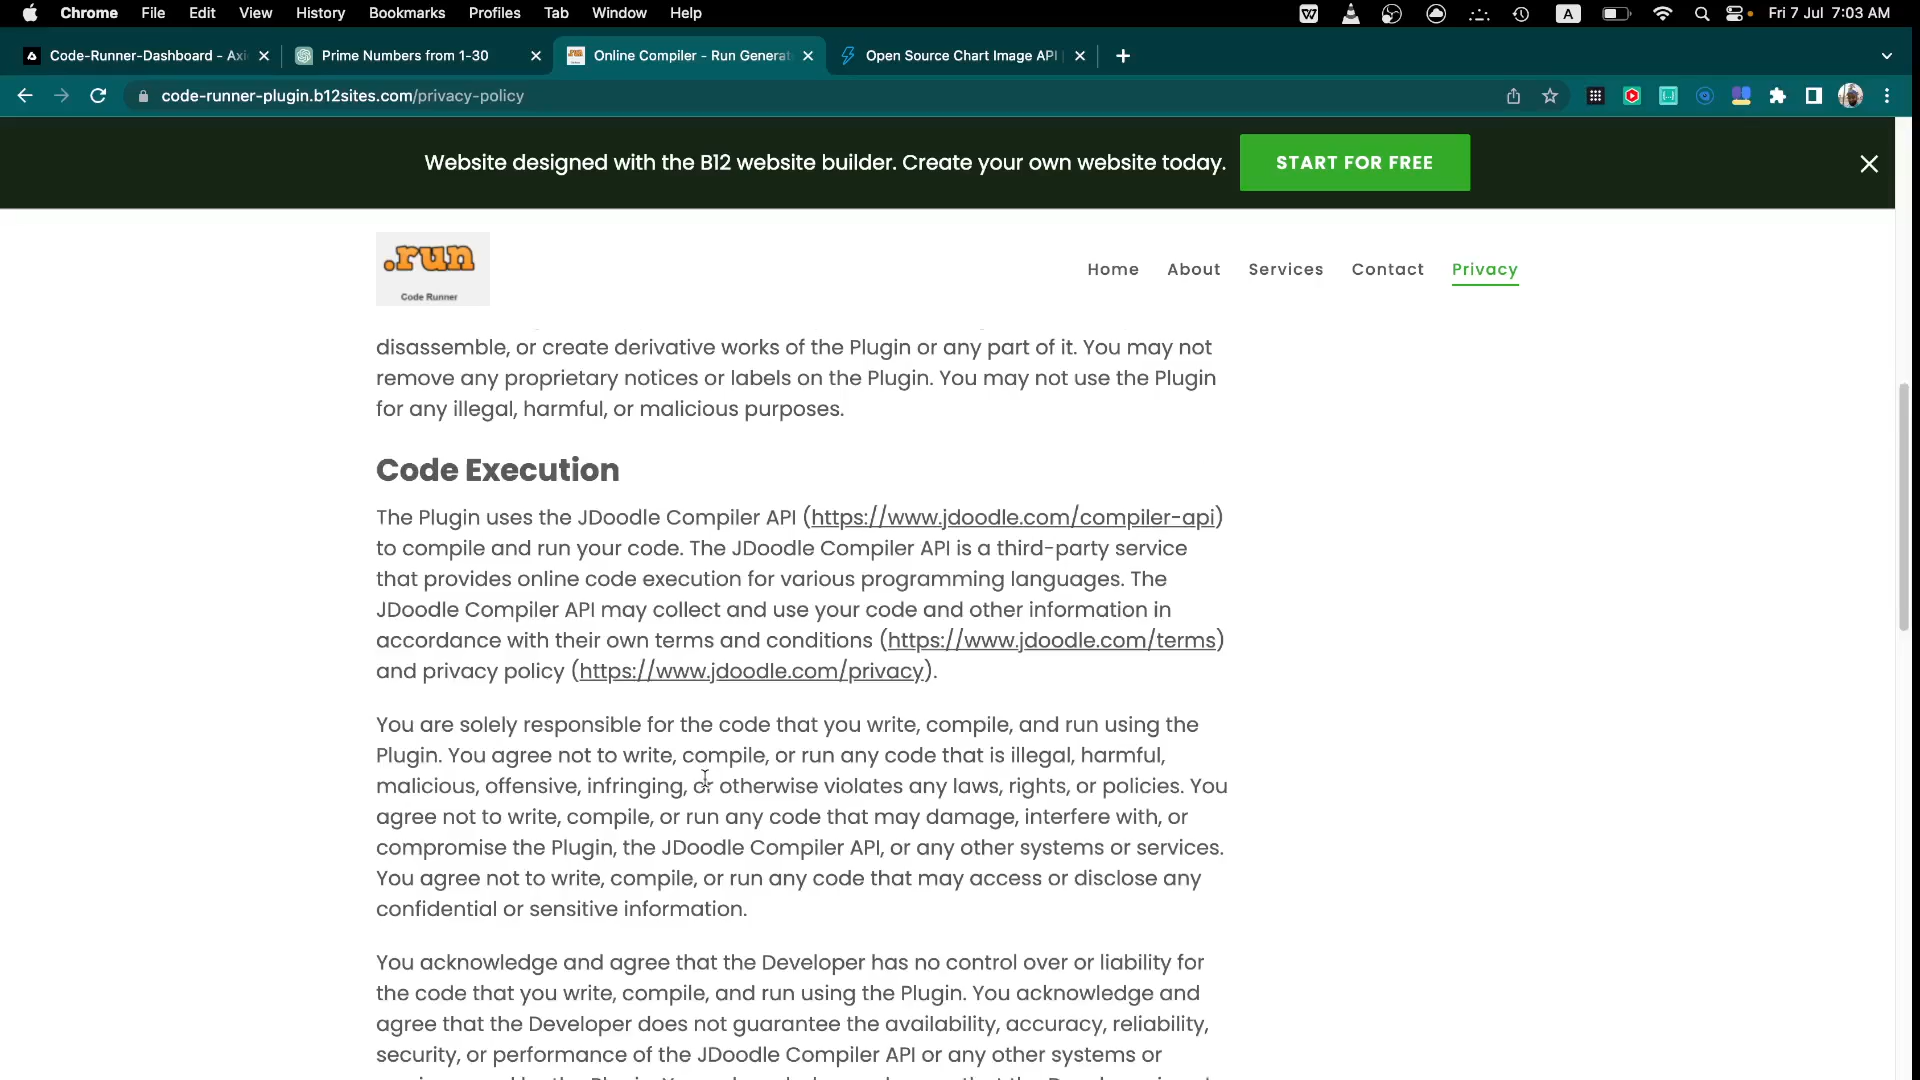 Chrome File Edit View History Bookmarks Profiles Tab Window Help A Fri 7 Jul 7:03 AM
Code-Runner-Dashboard - Axi Prime Numbers from 1-30 Online Compiler - Run Generat Open Source Chart Image API |
code-runner-plugin.b12sites.com/privacy-policy
Website designed with the B12 website builder. Create your own website today. START FOR FREE
.run
Code Runner
Home About Services Contact Privacy
disassemble, or create derivative works of the Plugin or any part of it. You may not
remove any proprietary notices or labels on the Plugin. You may not use the Plugin
for any illegal, harmful, or malicious purposes.
Code Execution
The Plugin uses the JDoodle Compiler API (https://www.jdoodle.com/compiler-api)
to compile and run your code. The JDoodle Compiler API is a third-party service
that provides online code execution for various programming languages. The
JDoodle Compiler API may collect and use your code and other information in
accordance with their own terms and conditions (https://www.jdoodle.com/terms)
and privacy policy (https://www.jdoodle.com/privacy).
You are solely responsible for the code that you write, compile, and run using the
Plugin. You agree not to write, compile, or run any code that is illegal, harmful,
malicious, offensive, infringing, or otherwise violates any laws, rights, or policies. You
agree not to write, compile, or run any code that may damage, interfere with, or
compromise the Plugin, the JDoodle Compiler API, or any other systems or services.
You agree not to write, compile, or run any code that may access or disclose any
confidential or sensitive information.
You acknowledge and agree that the Developer has no control over or liability for
the code that you write, compile, and run using the Plugin. You acknowledge and
agree that the Developer does not guarantee the availability, accuracy, reliability,
security, or performance of the JDoodle Compiler API or any other systems or